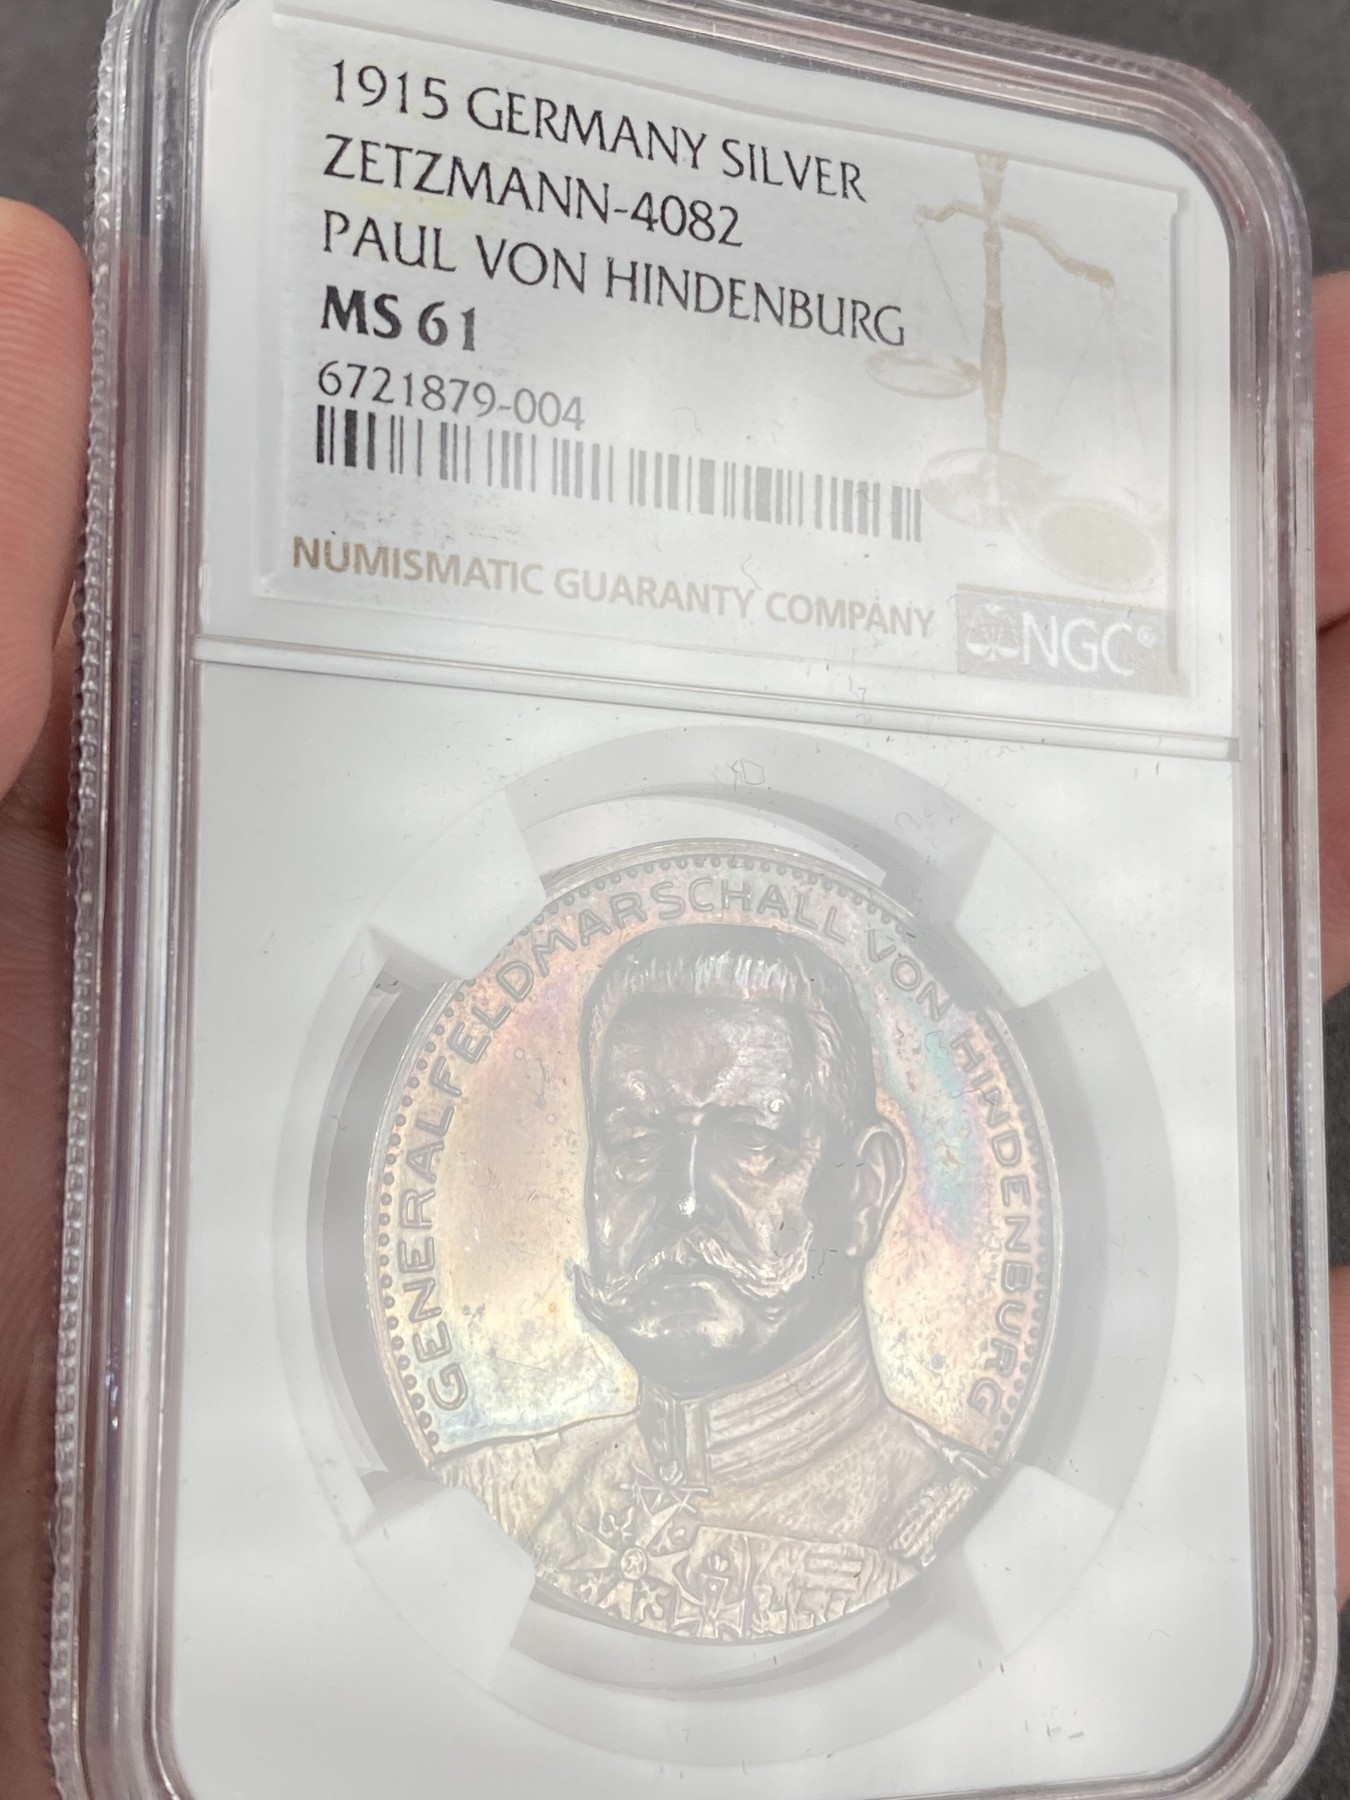 1915 GERMANY SILVER
ZETZMANN-4082
PAUL VON HINDENBURG
MS 61
6721879-004
NUMISMATIC GUARANTY COMPANY
NGC®
GENERALFELDMARSCHALL VON HINDENBURG